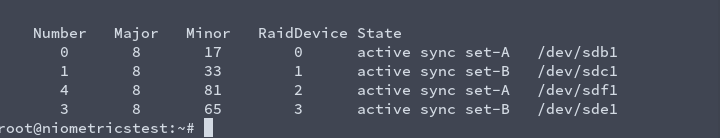 Number Major Minor RaidDevice State
0 8 17 0 active sync set-A /dev/sdb1
1 8 33 1 active sync set-B /dev/sdc1
4 8 81 2 active sync set-A /dev/sdf1
3 8 65 3 active sync set-B /dev/sde1
root@niometricstest:~#